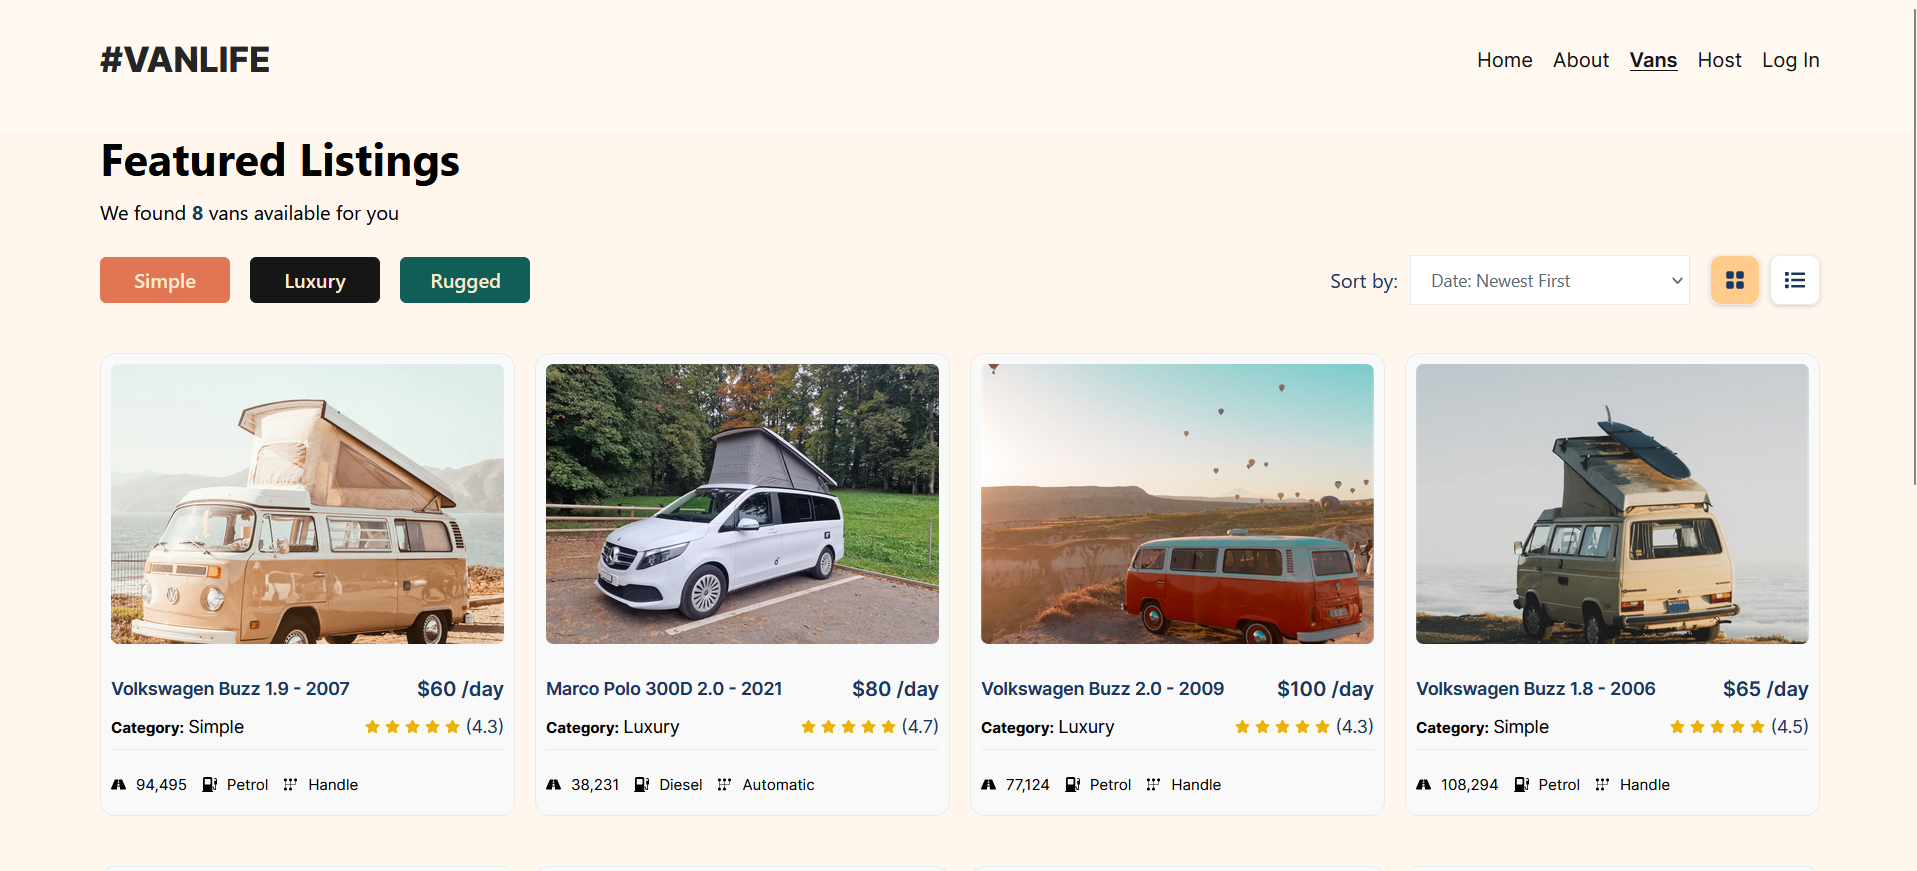 #VANLIFE
Home About Vans Host Log In
Featured Listings
We found 8 vans available for you
Simple Luxury Rugged
Sort by: Date: Newest First
Volkswagen Buzz 1.9 - 2007 $60 /day
Category: Simple (4.3)
94,495 Petrol Handle
Marco Polo 300D 2.0 - 2021 $80 /day
Category: Luxury (4.7)
38,231 Diesel Automatic
Volkswagen Buzz 2.0 - 2009 $100 /day
Category: Luxury (4.3)
77,124 Petrol Handle
Volkswagen Buzz 1.8 - 2006 $65 /day
Category: Simple (4.5)
108,294 Petrol Handle